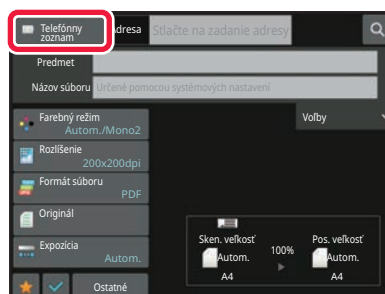 Telefónny
zoznam
Adresa
Stlačte na zadanie adresy
Predmet
Názov súboru
Určené pomocou systémových nastavení
Farebný režim
Autom./Mono2
Voľby
Rozlíšenie
200x200dpi
Formát súboru
PDF
Originál
Sken. veľkosť
100%
Pos. veľkosť
Autom.
Autom.
Expozícia
Autom.
A4
A4
Ostatné